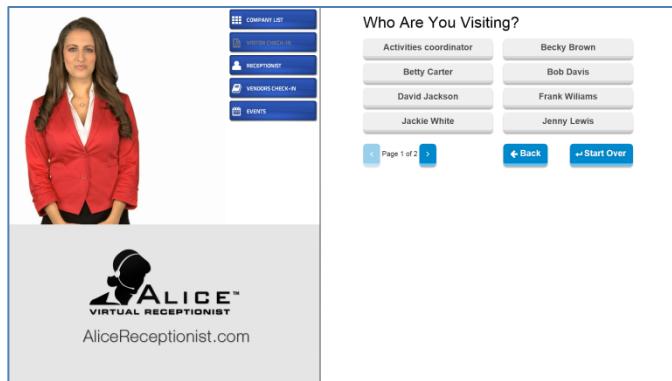 COMPANY LIST
VISITOR CHECK-IN
RECEPTIONIST
VENDORS CHECK-IN
EVENTS
ALICE™
VIRTUAL RECEPTIONIST
AliceReceptionist.com
Who Are You Visiting?
Activities coordinator Becky Brown
Betty Carter Bob Davis
David Jackson Frank Wiliams
Jackie White Jenny Lewis
< Page 1 of 2 > Back Start Over